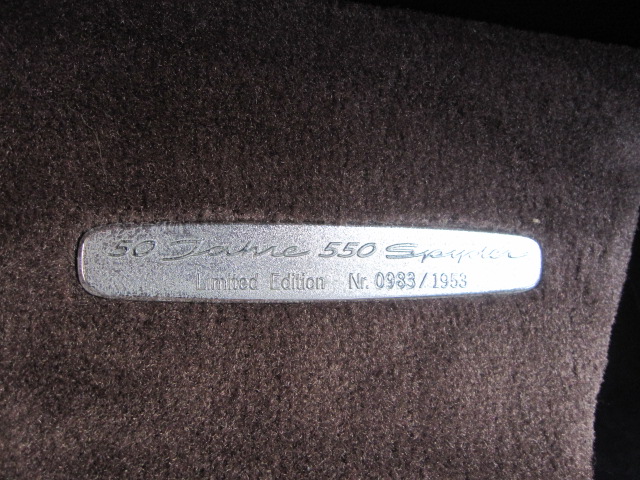 50 Jahre 550 Spyder
Limited Edition Nr. 0983/1953